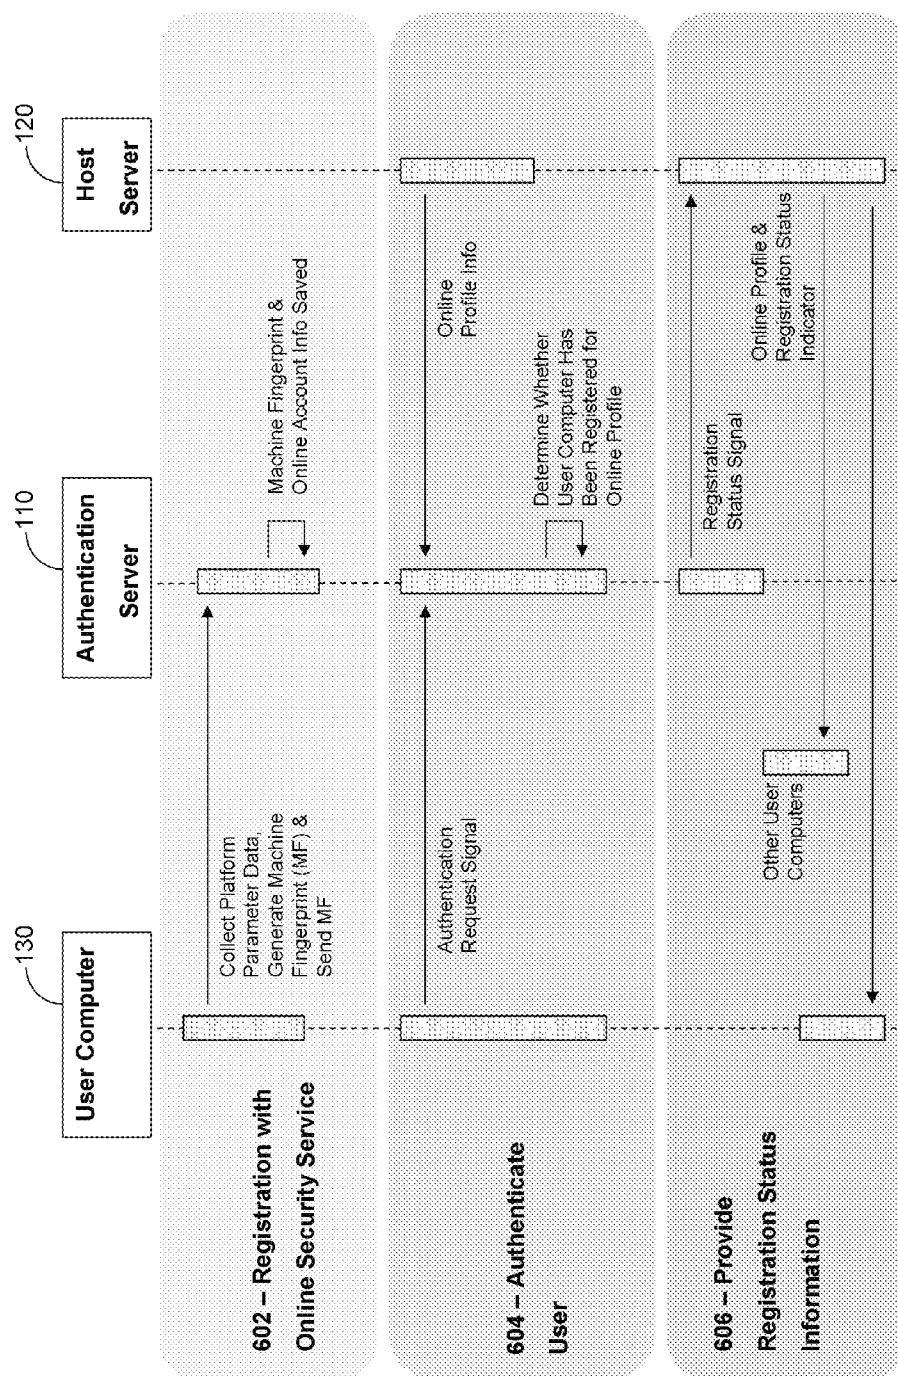 130
User Computer
110
Authentication
Server
120
Host
Server
602 – Registration with
Online Security Service
Collect Platform
Parameter Data,
Generate Machine
Fingerprint (MF) &
Send MF
Machine Fingerprint &
Online Account Info Saved
604 – Authenticate
User
Authentication
Request Signal
Online
Profile Info
Determine Whether
User Computer Has
Been Registered for
Online Profile
606 – Provide
Registration Status
Information
Registration
Status Signal
Other User
Computers
Online Profile &
Registration Status
Indicator